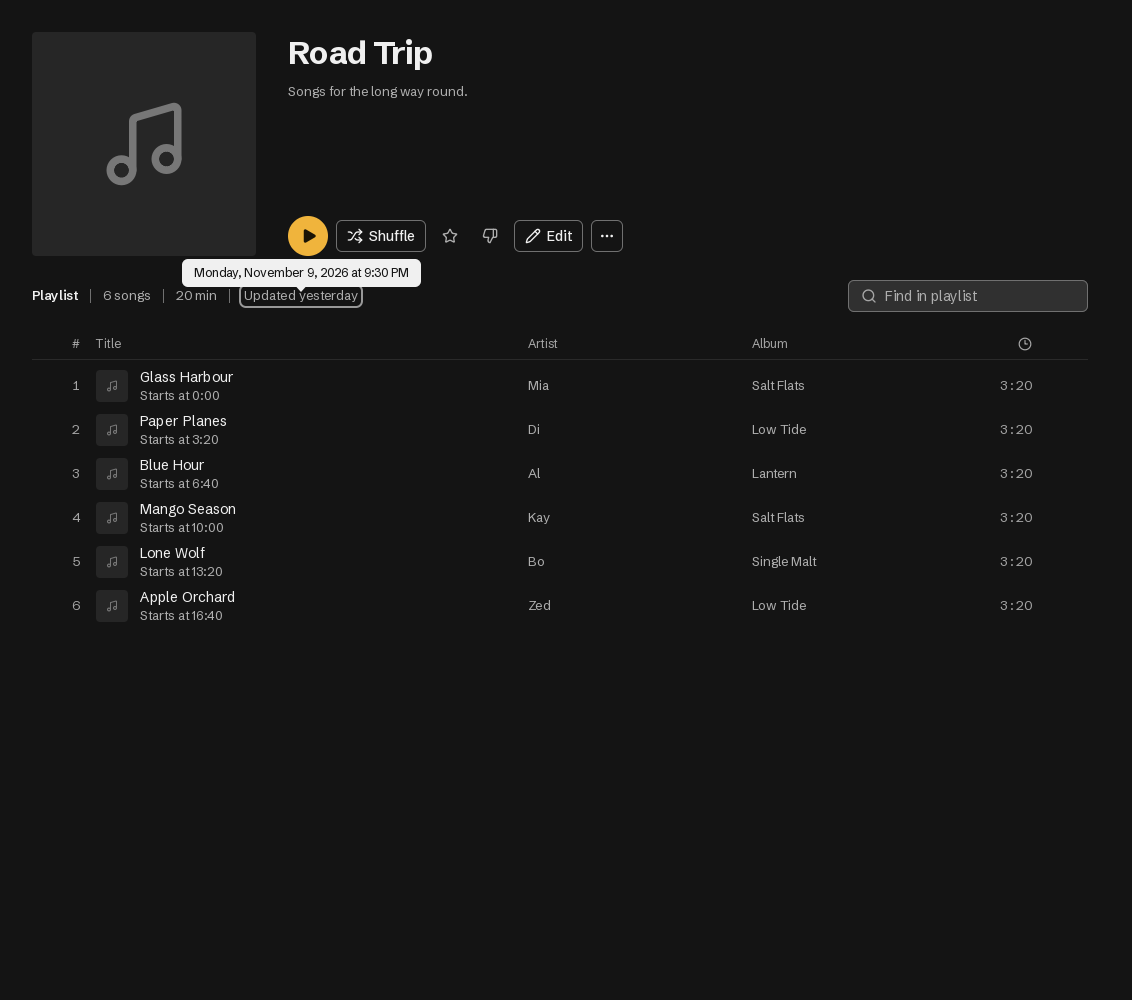 Road Trip
Songs for the long way round.
Shuffle
Edit
Monday, November 9, 2026 at 9:30 PM
Playlist 6 songs 20 min Updated yesterday
Find in playlist
# Title Artist Album
1 Glass Harbour Mia Salt Flats 3:20
Starts at 0:00
2 Paper Planes Di Low Tide 3:20
Starts at 3:20
3 Blue Hour Al Lantern 3:20
Starts at 6:40
4 Mango Season Kay Salt Flats 3:20
Starts at 10:00
5 Lone Wolf Bo Single Malt 3:20
Starts at 13:20
6 Apple Orchard Zed Low Tide 3:20
Starts at 16:40